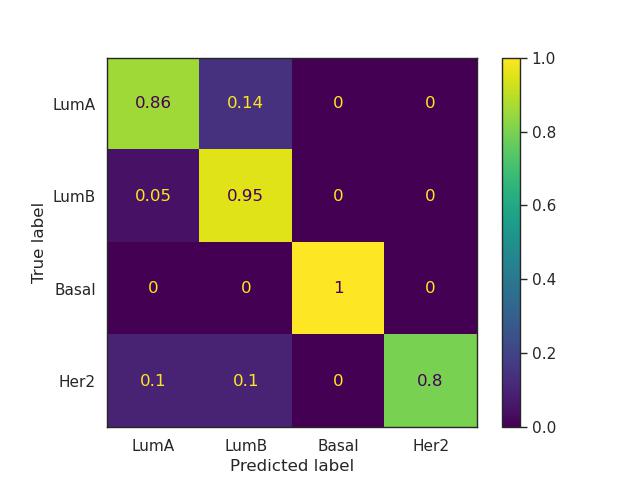 1.0
LumA 0.86 0.14 0 0
0.8
LumB 0.05 0.95 0 0
0.6
True label
Basal 0 0 1 0
0.4
0.2
Her2 0.1 0.1 0 0.8
0.0
LumA LumB Basal Her2
Predicted label